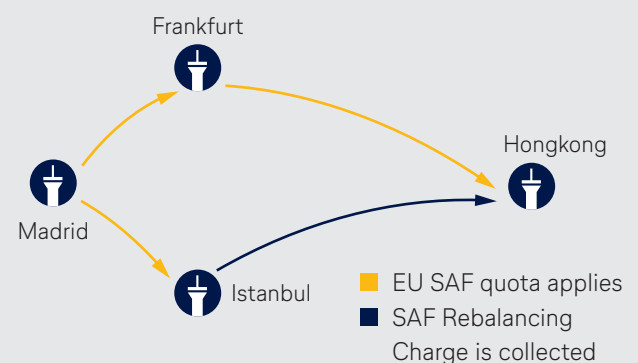 Frankfurt
Hongkong
Madrid
Istanbul
EU SAF quota applies
SAF Rebalancing
Charge is collected